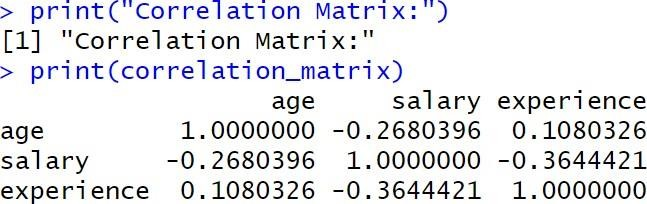 > print("Correlation Matrix:")
[1] "Correlation Matrix:"
> print(correlation_matrix)
                  age     salary experience
age         1.0000000 -0.2680396  0.1080326
salary     -0.2680396  1.0000000 -0.3644421
experience  0.1080326 -0.3644421  1.0000000